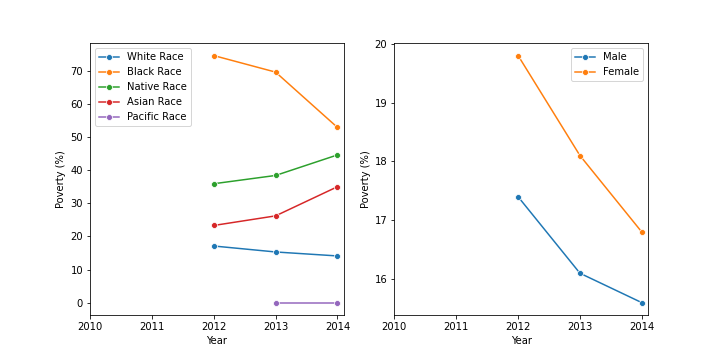 White Race
Black Race
Native Race
Asian Race
Pacific Race
70
60
50
40
30
20
10
0
Poverty (%)
2010 2011 2012 2013 2014
Year
Male
Female
20
19
18
17
16
Poverty (%)
2010 2011 2012 2013 2014
Year